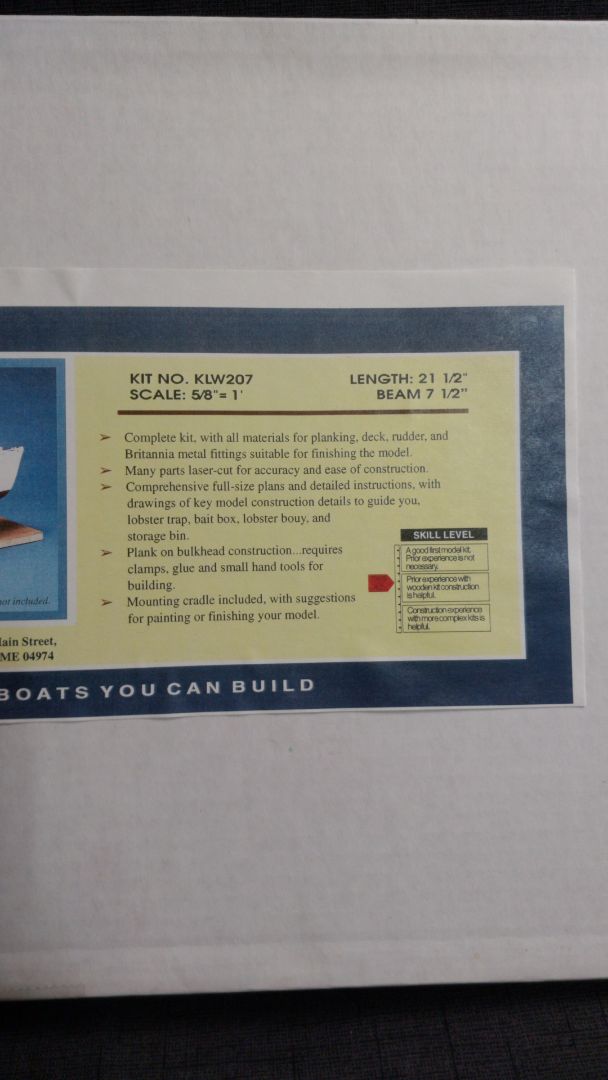 KIT NO. KLW207
SCALE: 5/8"= 1'
LENGTH: 21 1/2"
BEAM 7 1/2"
➢ Complete kit, with all materials for planking, deck, rudder, and
Britannia metal fittings suitable for finishing the model.
➢ Many parts laser-cut for accuracy and ease of construction.
➢ Comprehensive full-size plans and detailed instructions, with
drawings of key model construction details to guide you,
lobster trap, bait box, lobster bouy, and
storage bin.
➢ Plank on bulkhead construction...requires
clamps, glue and small hand tools for
building.
➢ Mounting cradle included, with suggestions
for painting or finishing your model.
SKILL LEVEL
A good first model kit.
Prior experience is not
necessary.
Prior experience with
wooden kit construction
is helpful.
Construction experience
with more complex kits is
helpful.
not included.
Main Street,
ME 04974
BOATS YOU CAN BUILD